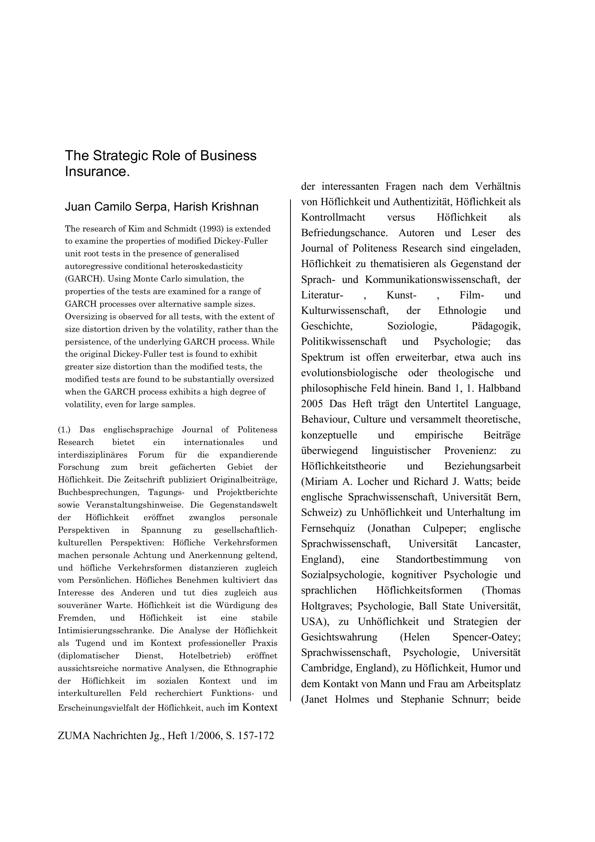 The Strategic Role of Business
Insurance.
Juan Camilo Serpa, Harish Krishnan
The research of Kim and Schmidt (1993) is extended
to examine the properties of modified Dickey-Fuller
unit root tests in the presence of generalised
autoregressive conditional heteroskedasticity
(GARCH). Using Monte Carlo simulation, the
properties of the tests are examined for a range of
GARCH processes over alternative sample sizes.
Oversizing is observed for all tests, with the extent of
size distortion driven by the volatility, rather than the
persistence, of the underlying GARCH process. While
the original Dickey-Fuller test is found to exhibit
greater size distortion than the modified tests, the
modified tests are found to be substantially oversized
when the GARCH process exhibits a high degree of
volatility, even for large samples.
(1.) Das englischsprachige Journal of Politeness
Research bietet ein internationales und
interdisziplinäres Forum für die expandierende
Forschung zum breit gefächerten Gebiet der
Höflichkeit. Die Zeitschrift publiziert Originalbeiträge,
Buchbesprechungen, Tagungs- und Projektberichte
sowie Veranstaltungshinweise. Die Gegenstandswelt
der Höflichkeit eröffnet zwanglos personale
Perspektiven in Spannung zu gesellschaftlich-
kulturellen Perspektiven: Höfliche Verkehrsformen
machen personale Achtung und Anerkennung geltend,
und höfliche Verkehrsformen distanzieren zugleich
vom Persönlichen. Höfliches Benehmen kultiviert das
Interesse des Anderen und tut dies zugleich aus
souveräner Warte. Höflichkeit ist die Würdigung des
Fremden, und Höflichkeit ist eine stabile
Intimisierungsschranke. Die Analyse der Höflichkeit
als Tugend und im Kontext professioneller Praxis
(diplomatischer Dienst, Hotelbetrieb) eröffnet
aussichtsreiche normative Analysen, die Ethnographie
der Höflichkeit im sozialen Kontext und im
interkulturellen Feld recherchiert Funktions- und
Erscheinungsvielfalt der Höflichkeit, auch im Kontext
der interessanten Fragen nach dem Verhältnis
von Höflichkeit und Authentizität, Höflichkeit als
Kontrollmacht versus Höflichkeit als
Befriedungschance. Autoren und Leser des
Journal of Politeness Research sind eingeladen,
Höflichkeit zu thematisieren als Gegenstand der
Sprach- und Kommunikationswissenschaft, der
Literatur- , Kunst- , Film- und
Kulturwissenschaft, der Ethnologie und
Geschichte, Soziologie, Pädagogik,
Politikwissenschaft und Psychologie; das
Spektrum ist offen erweiterbar, etwa auch ins
evolutionsbiologische oder theologische und
philosophische Feld hinein. Band 1, 1. Halbband
2005 Das Heft trägt den Untertitel Language,
Behaviour, Culture und versammelt theoretische,
konzeptuelle und empirische Beiträge
überwiegend linguistischer Provenienz: zu
Höflichkeitstheorie und Beziehungsarbeit
(Miriam A. Locher und Richard J. Watts; beide
englische Sprachwissenschaft, Universität Bern,
Schweiz) zu Unhöflichkeit und Unterhaltung im
Fernsehquiz (Jonathan Culpeper; englische
Sprachwissenschaft, Universität Lancaster,
England), eine Standortbestimmung von
Sozialpsychologie, kognitiver Psychologie und
sprachlichen Höflichkeitsformen (Thomas
Holtgraves; Psychologie, Ball State Universität,
USA), zu Unhöflichkeit und Strategien der
Gesichtswahrung (Helen Spencer-Oatey;
Sprachwissenschaft, Psychologie, Universität
Cambridge, England), zu Höflichkeit, Humor und
dem Kontakt von Mann und Frau am Arbeitsplatz
(Janet Holmes und Stephanie Schnurr; beide
ZUMA Nachrichten Jg., Heft 1/2006, S. 157-172